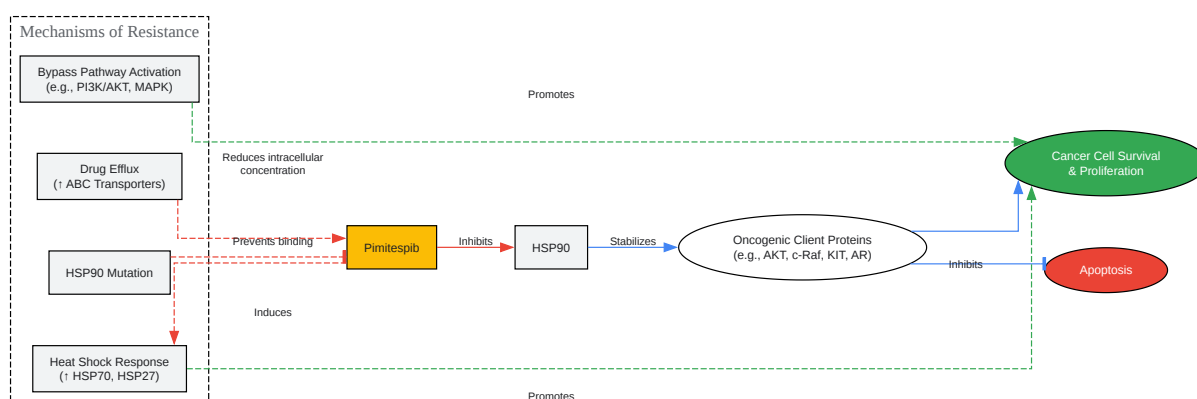 Mechanisms of Resistance
Bypass Pathway Activation
(e.g., PI3K/AKT, MAPK)
Promotes
Drug Efflux
(↑ ABC Transporters)
Reduces intracellular
concentration
Cancer Cell Survival
& Proliferation
HSP90 Mutation
Prevents binding
Pimitespib
Inhibits
HSP90
Stabilizes
Oncogenic Client Proteins
(e.g., AKT, c-Raf, KIT, AR)
Inhibits
Apoptosis
Induces
Heat Shock Response
(↑ HSP70, HSP27)
Promotes